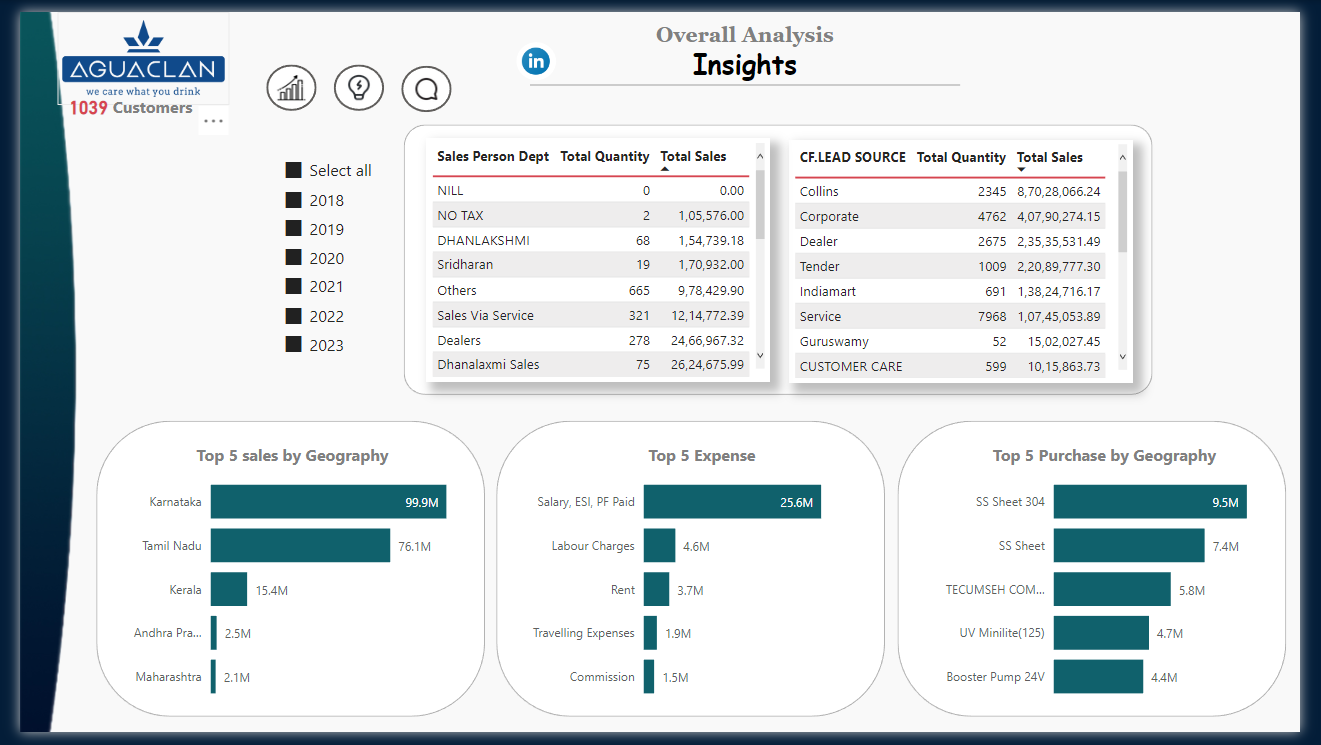 Overall Analysis
Insights
in
AGUACLAN
we care what you drink
1039 Customers
...
Select all
2018
2019
2020
2021
2022
2023
Sales Person Dept Total Quantity Total Sales
NILL 0 0.00
NO TAX 2 1,05,576.00
DHANLAKSHMI 68 1,54,739.18
Sridharan 19 1,70,932.00
Others 665 9,78,429.90
Sales Via Service 321 12,14,772.39
Dealers 278 24,66,967.32
Dhanalaxmi Sales 75 26,24,675.99
CF.LEAD SOURCE Total Quantity Total Sales
Collins 2345 8,70,28,066.24
Corporate 4762 4,07,90,274.15
Dealer 2675 2,35,35,531.49
Tender 1009 2,20,89,777.30
Indiamart 691 1,38,24,716.17
Service 7968 1,07,45,053.89
Guruswamy 52 15,02,027.45
CUSTOMER CARE 599 10,15,863.73
Top 5 sales by Geography
Karnataka 99.9M
Tamil Nadu 76.1M
Kerala 15.4M
Andhra Pra... 2.5M
Maharashtra 2.1M
Top 5 Expense
Salary, ESI, PF Paid 25.6M
Labour Charges 4.6M
Rent 3.7M
Travelling Expenses 1.9M
Commission 1.5M
Top 5 Purchase by Geography
SS Sheet 304 9.5M
SS Sheet 7.4M
TECUMSEH COM... 5.8M
UV Minilite(125) 4.7M
Booster Pump 24V 4.4M